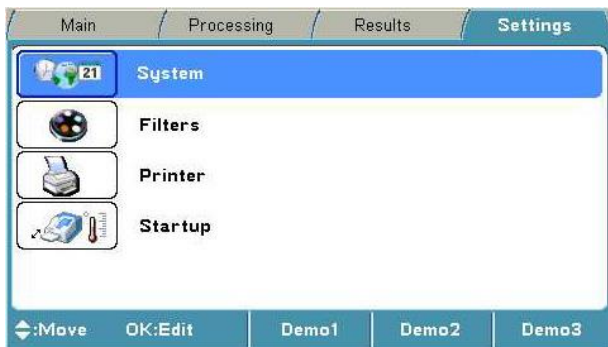 Main Processing Results Settings
21 System
Filters
Printer
Startup
:Move OK:Edit Demo1 Demo2 Demo3